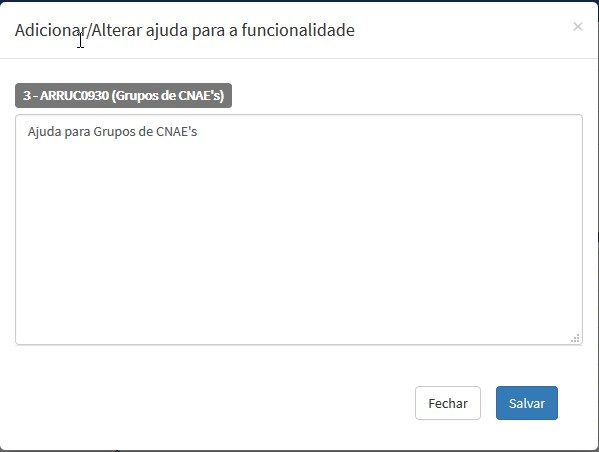 Adicionar/Alterar ajuda para a funcionalidade
×
3 - ARRUC0930 (Grupos de CNAE's)
Ajuda para Grupos de CNAE's
Fechar
Salvar